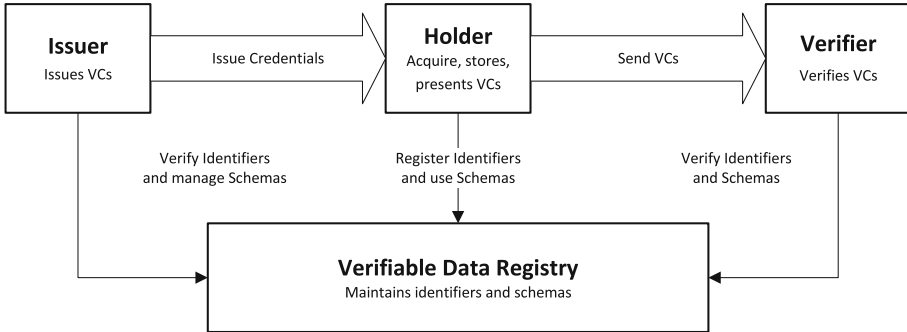 Issuer
Issues VCs
Issue Credentials
Holder
Acquire, stores,
presents VCs
Send VCs
Verifier
Verifies VCs
Verify Identifiers
and manage Schemas
Register Identifiers
and use Schemas
Verify Identifiers
and Schemas
Verifiable Data Registry
Maintains identifiers and schemas